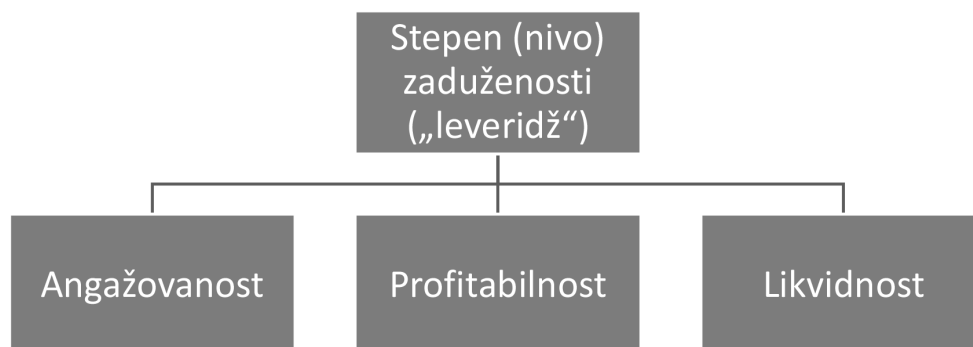 Stepen (nivo)
zaduženosti
(„leveridž“)
Angažovanost
Profitabilnost
Likvidnost